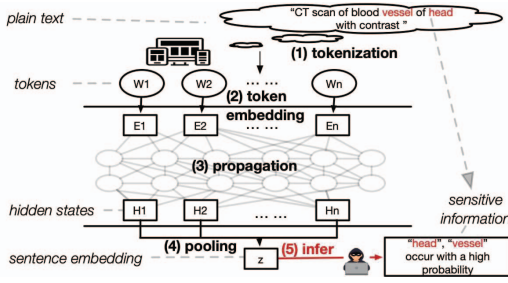 plain text
"CT scan of blood vessel of head
with contrast "
(1) tokenization
tokens
W1 W2 ... ... Wn
(2) token
embedding
E1 E2 ... ... En
(3) propagation
hidden states
H1 H2 ... ... Hn
sensitive
information
(4) pooling
(5) infer
sentence embedding
z
"head", "vessel"
occur with a high
probability